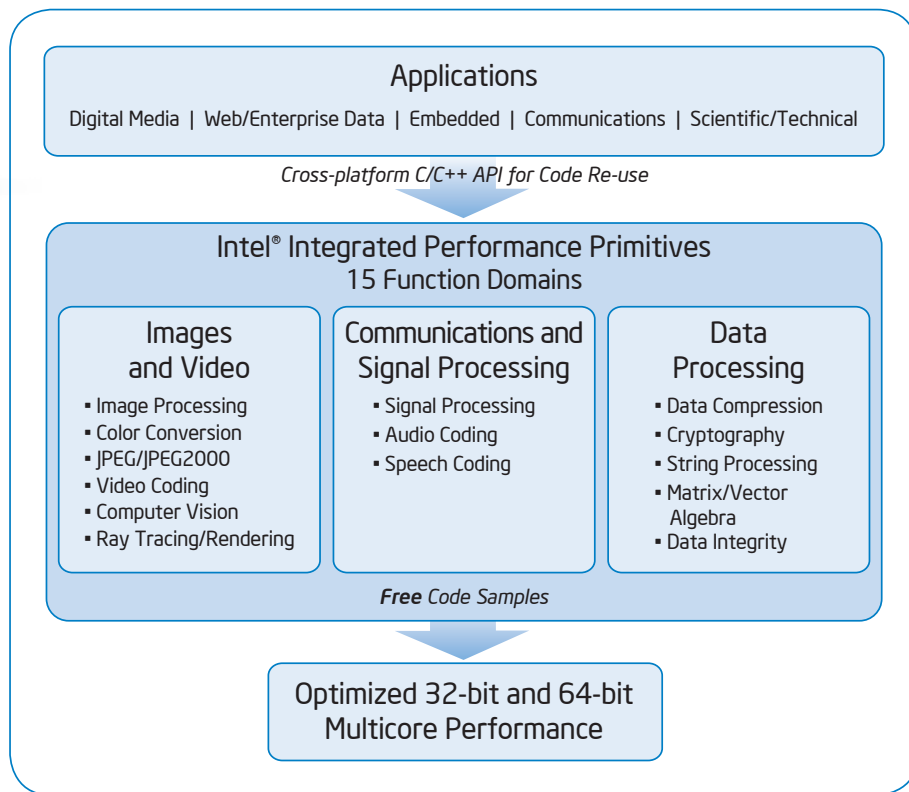 Applications
Digital Media | Web/Enterprise Data | Embedded | Communications | Scientific/Technical
Cross-platform C/C++ API for Code Re-use
Intel® Integrated Performance Primitives
15 Function Domains
Images
and Video
▪ Image Processing
▪ Color Conversion
▪ JPEG/JPEG2000
▪ Video Coding
▪ Computer Vision
▪ Ray Tracing/Rendering
Communications and
Signal Processing
▪ Signal Processing
▪ Audio Coding
▪ Speech Coding
Data
Processing
▪ Data Compression
▪ Cryptography
▪ String Processing
▪ Matrix/Vector
Algebra
▪ Data Integrity
Free Code Samples
Optimized 32-bit and 64-bit
Multicore Performance